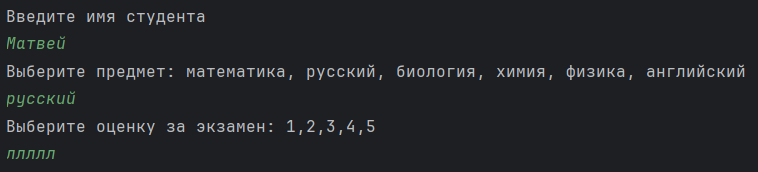 Введите имя студента
Матвей
Выберите предмет: математика, русский, биология, химия, физика, английский
русский
Выберите оценку за экзамен: 1,2,3,4,5
ллллл